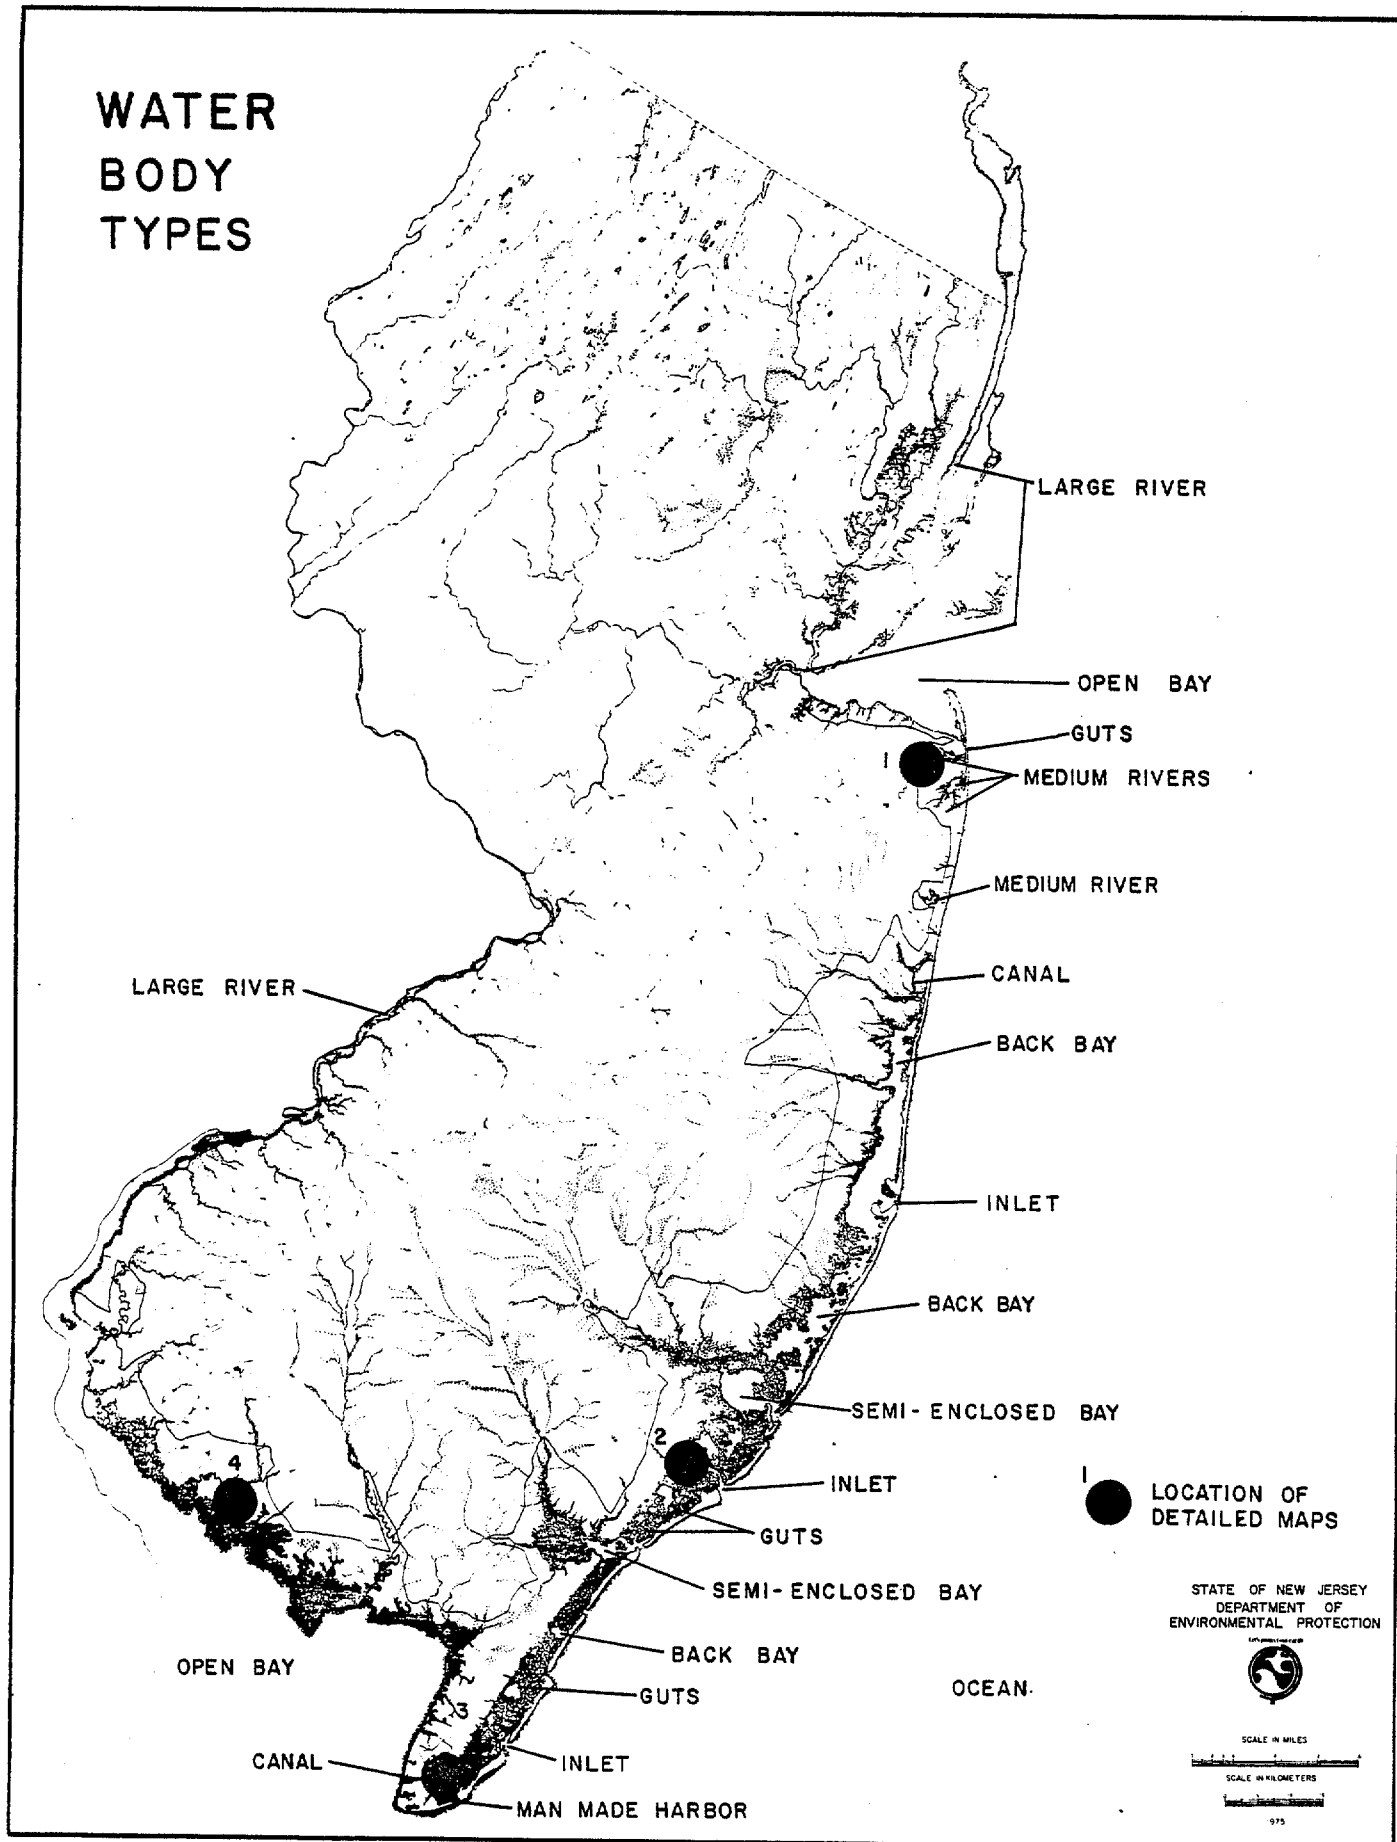 WATER
BODY
TYPES
LARGE RIVER
OPEN BAY
GUTS
1
MEDIUM RIVERS
MEDIUM RIVER
CANAL
LARGE RIVER
BACK BAY
INLET
BACK BAY
SEMI-ENCLOSED BAY
2
4
INLET
1
LOCATION OF
DETAILED MAPS
GUTS
SEMI-ENCLOSED BAY
STATE OF NEW JERSEY
DEPARTMENT OF
ENVIRONMENTAL PROTECTION
BACK BAY
OPEN BAY
GUTS
OCEAN
3
SCALE IN MILES
INLET
CANAL
SCALE IN KILOMETERS
MAN MADE HARBOR
975